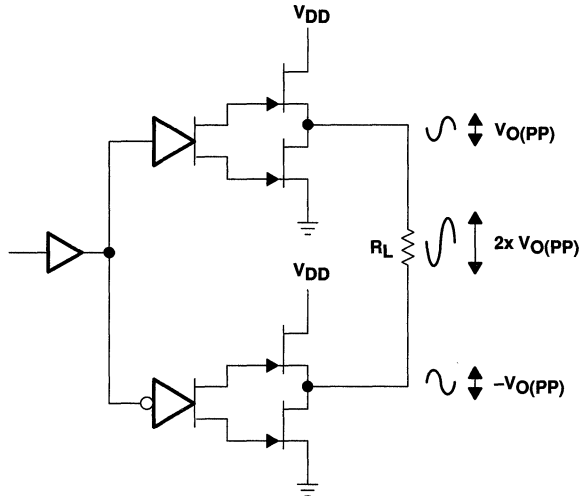 VDD
VO(PP)
RL
2x VO(PP)
VDD
–VO(PP)